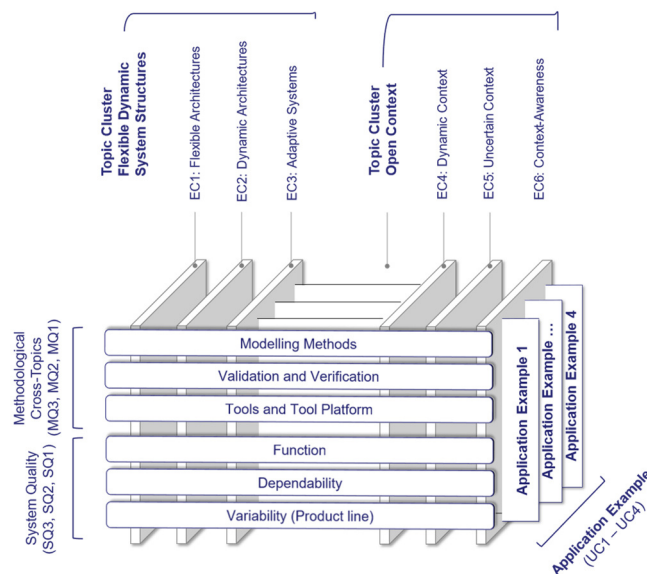 Topic Cluster
Flexible Dynamic
System Structures
EC1: Flexible Architectures
EC2: Dynamic Architectures
EC3: Adaptive Systems
Topic Cluster
Open Context
EC4: Dynamic Context
EC5: Uncertain Context
EC6: Context-Awareness
Methodological
Cross-Topics
(MQ3, MQ2, MQ1)
Modelling Methods
Validation and Verification
Tools and Tool Platform
System Quality
(SQ3, SQ2, SQ1)
Function
Dependability
Variability (Product line)
Application Example 1
Application Example ...
Application Example 4
Application Example
(UC1 – UC4)